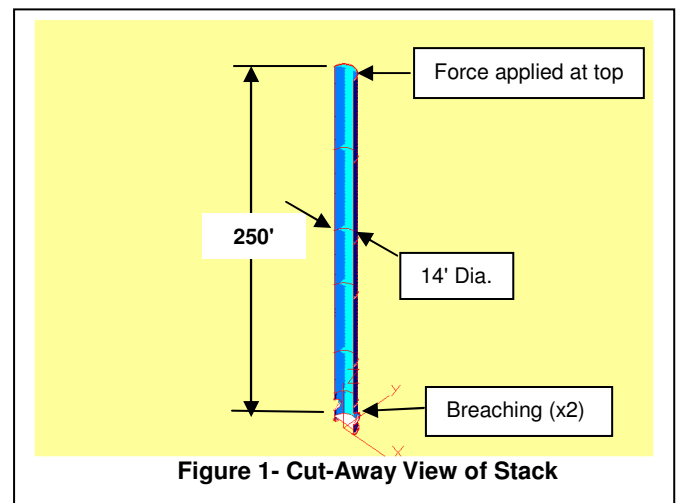 Force applied at top
250'
14' Dia.
Y
Breaching (x2)
X
Figure 1- Cut-Away View of Stack